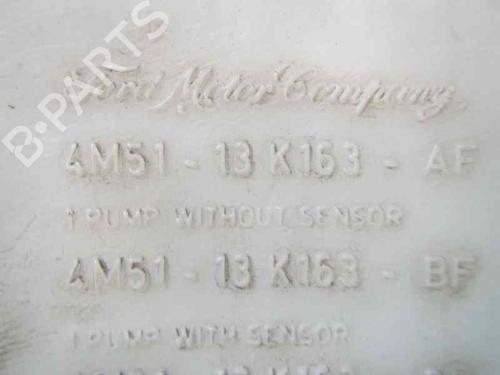 B-PARTS
Ford Motor Company
4M51 - 13 K163 - AF
1 PUMP WITHOUT SENSOR
4M51 - 13 K163 - BF
1 PUMP WITH SENSOR